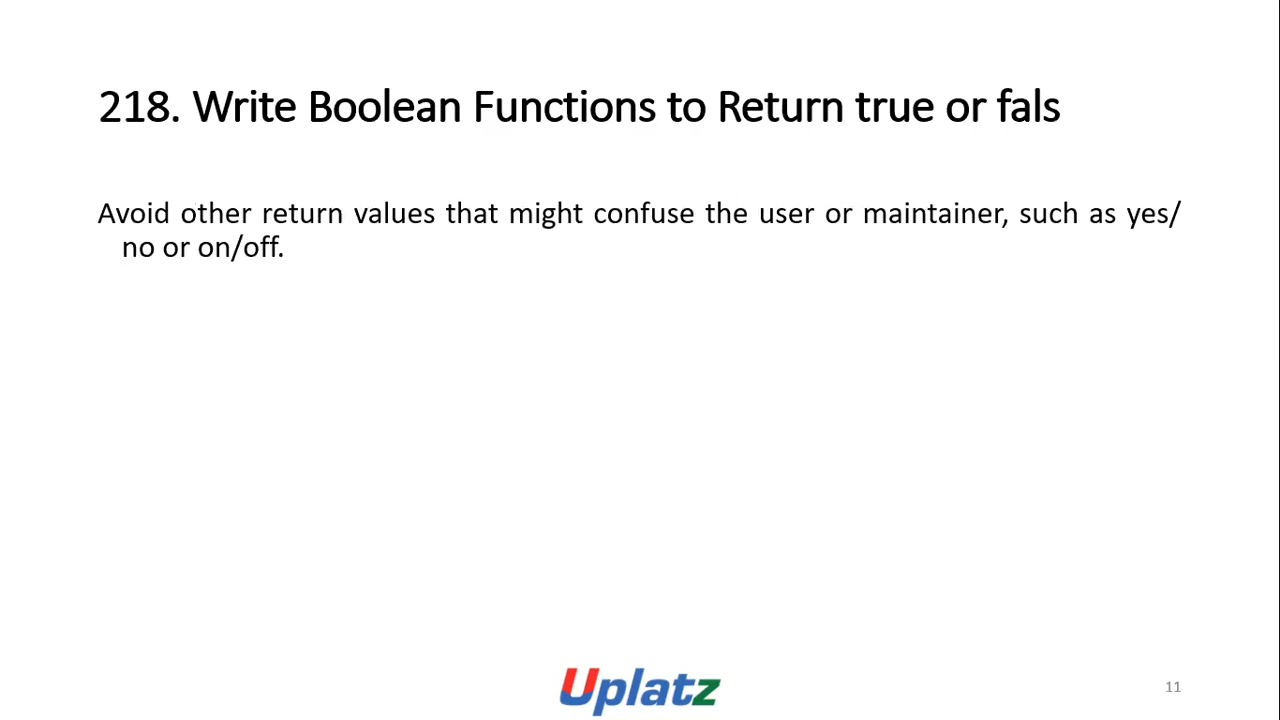 218. Write Boolean Functions to Return true or fals
Avoid other return values that might confuse the user or maintainer, such as yes/
no or on/off.
Uplatz
11